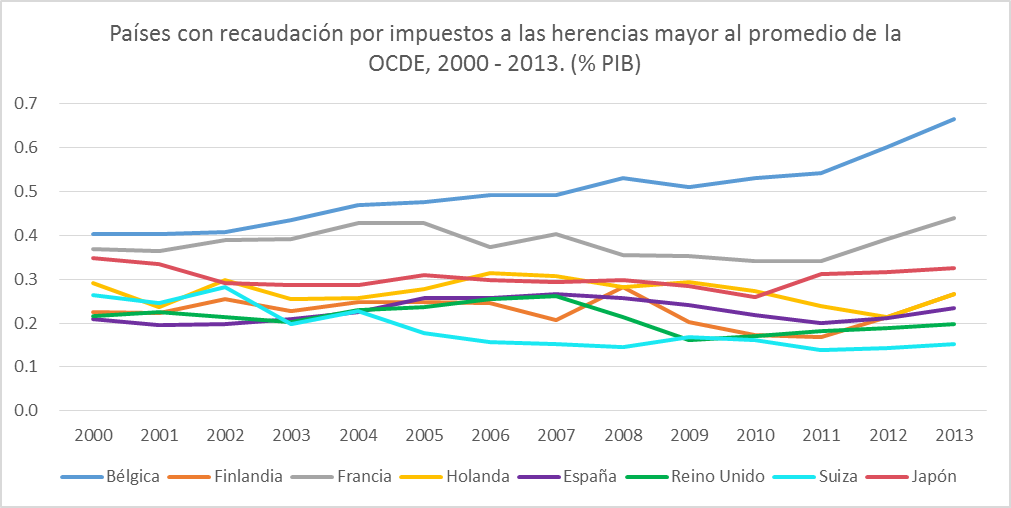 Países con recaudación por impuestos a las herencias mayor al promedio de la
OCDE, 2000 - 2013. (% PIB)
0.7
0.6
0.5
0.4
0.3
0.2
0.1
0.0
2000 2001 2002 2003 2004 2005 2006 2007 2008 2009 2010 2011 2012 2013
Bélgica Finlandia Francia Holanda España Reino Unido Suiza Japón